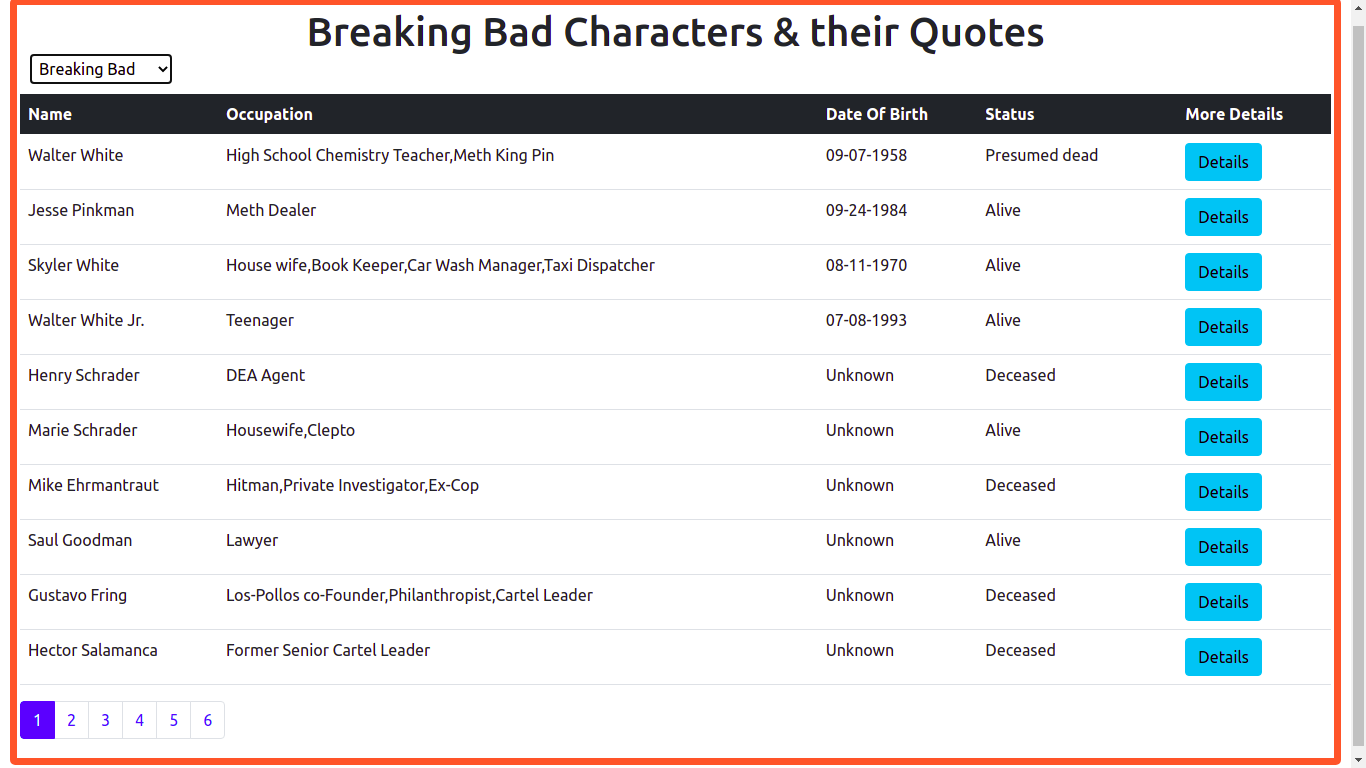 Breaking Bad Characters & their Quotes
Breaking Bad
Name Occupation Date Of Birth Status More Details
Walter White High School Chemistry Teacher,Meth King Pin 09-07-1958 Presumed dead Details
Jesse Pinkman Meth Dealer 09-24-1984 Alive Details
Skyler White House wife,Book Keeper,Car Wash Manager,Taxi Dispatcher 08-11-1970 Alive Details
Walter White Jr. Teenager 07-08-1993 Alive Details
Henry Schrader DEA Agent Unknown Deceased Details
Marie Schrader Housewife,Clepto Unknown Alive Details
Mike Ehrmantraut Hitman,Private Investigator,Ex-Cop Unknown Deceased Details
Saul Goodman Lawyer Unknown Alive Details
Gustavo Fring Los-Pollos co-Founder,Philanthropist,Cartel Leader Unknown Deceased Details
Hector Salamanca Former Senior Cartel Leader Unknown Deceased Details
1 2 3 4 5 6